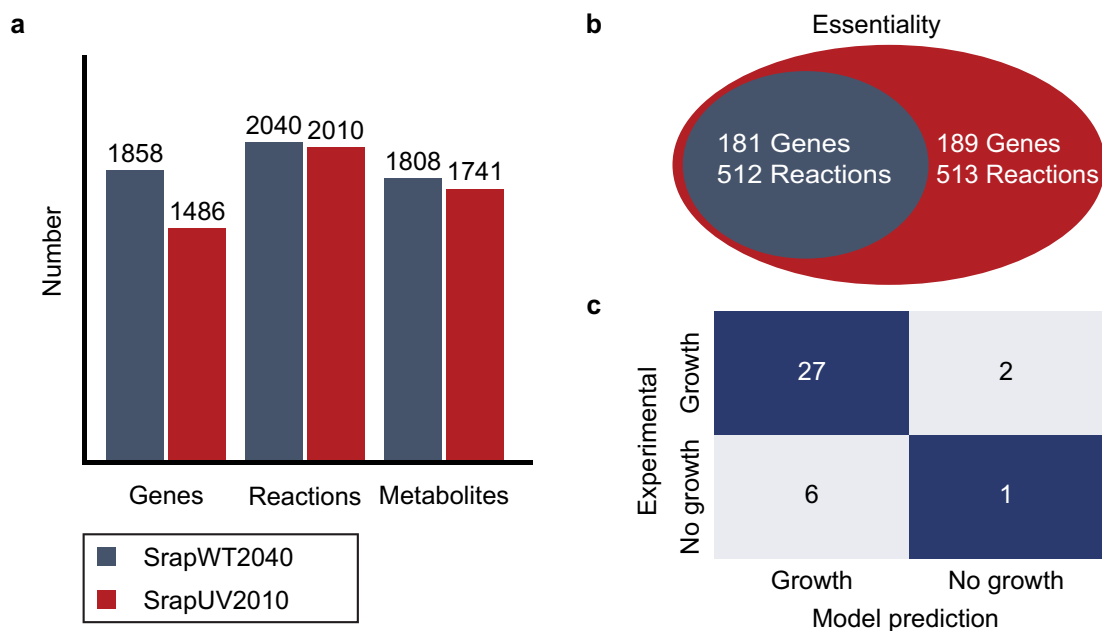 a
Number
1858
1486
2040
2010
1808
1741
Genes
Reactions
Metabolites
SrapWT2040
SrapUV2010
b
Essentiality
181 Genes
512 Reactions
189 Genes
513 Reactions
c
Experimental
Growth
No growth
27
2
6
1
Growth
No growth
Model prediction